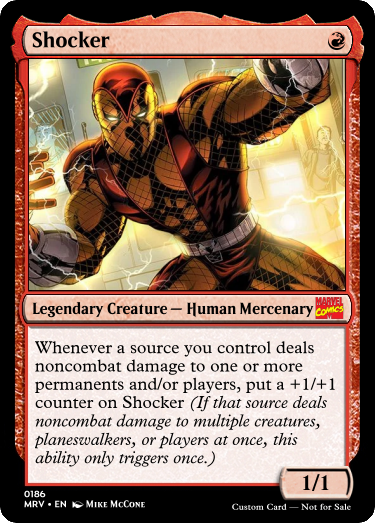 Shocker
Legendary Creature — Human Mercenary
MARVEL
COMICS
Whenever a source you control deals
noncombat damage to one or more
permanents and/or players, put a +1/+1
counter on Shocker (If that source deals
noncombat damage to multiple creatures,
planeswalkers, or players at once, this
ability only triggers once.)
1/1
0186
MRV • EN Mike McCone
Custom Card — Not for Sale